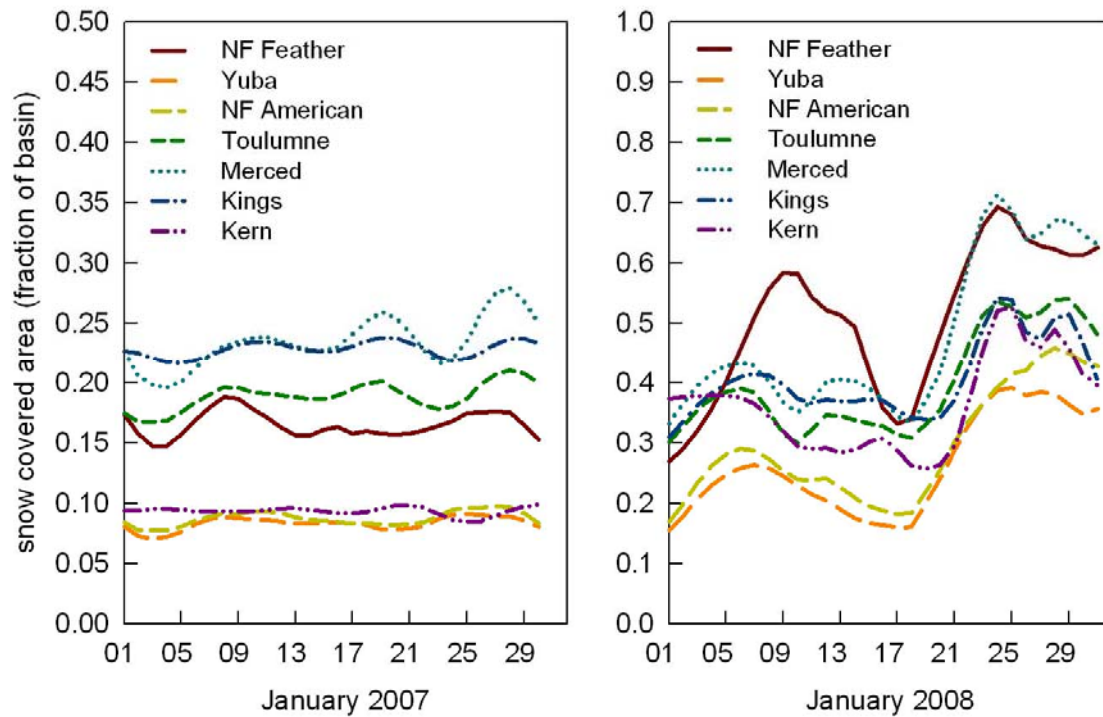 snow covered area (fraction of basin)
0.50
0.45
0.40
0.35
0.30
0.25
0.20
0.15
0.10
0.05
0.00
NF Feather
Yuba
NF American
Toulumne
Merced
Kings
Kern
01 05 09 13 17 21 25 29
January 2007
1.0
0.9
0.8
0.7
0.6
0.5
0.4
0.3
0.2
0.1
0.0
NF Feather
Yuba
NF American
Toulumne
Merced
Kings
Kern
01 05 09 13 17 21 25 29
January 2008